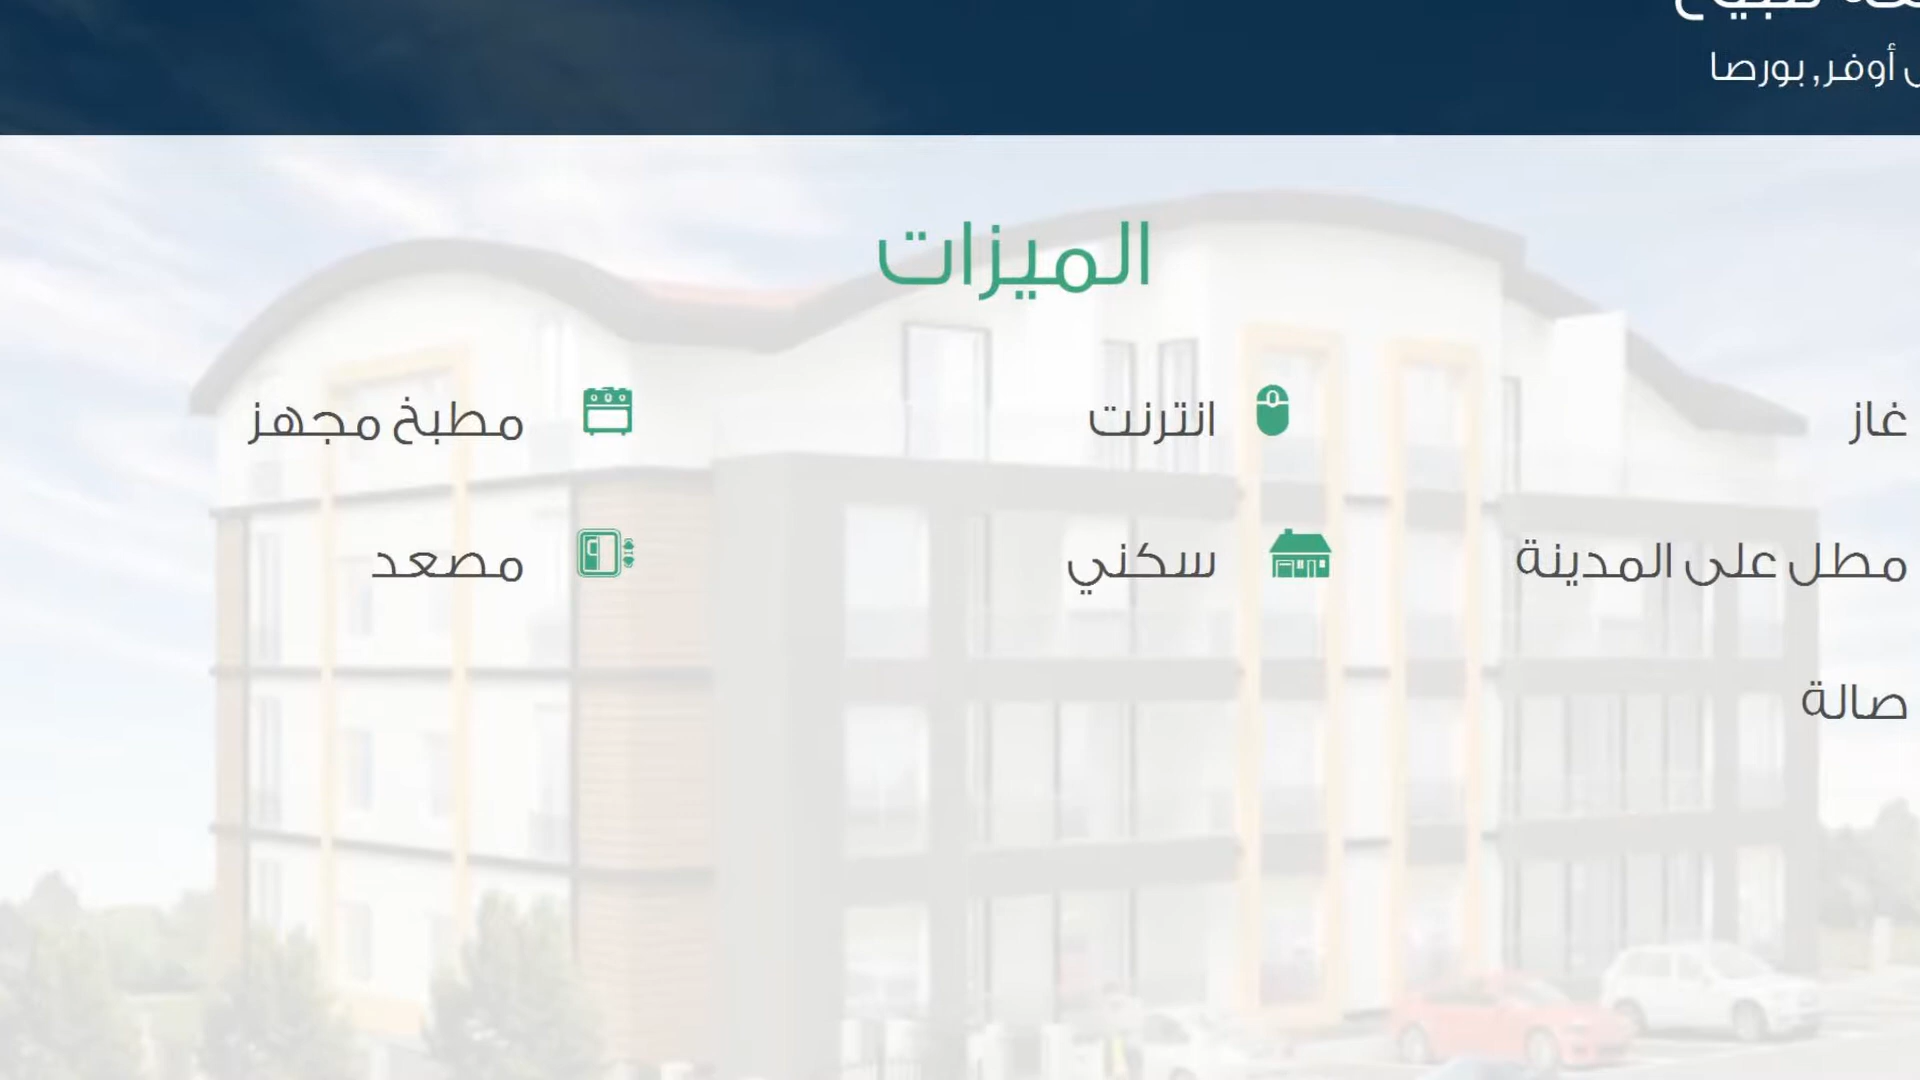 أوفر, بورصا
الميزات
غاز
انترنت
مطبخ مجهز
مطل على المدينة
سكني
مصعد
صالة